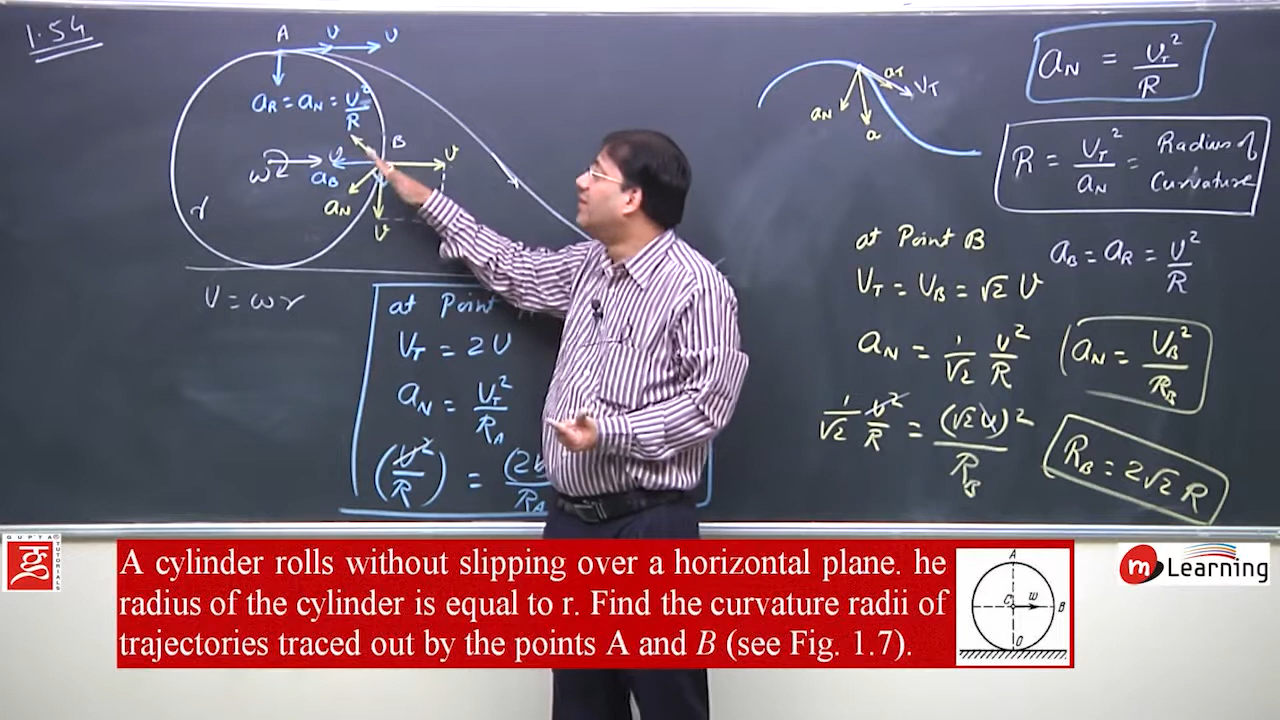 1.54
A
v
v
a_R = a_N = v²/R
B
v
ω
v
a_B
a_N
v
r
V = ωr
at Point
V_T = 2V
a_N = V_T²/R_A
(V²/R) = (2
R_A
a_N
a_T
V_T
a
a_N = V_T²/R
R = V_T²/a_N = Radius of
Curvature
at Point B
V_T = V_B = √2 V
a_B = a_R = V²/R
a_N = 1/√2 V²/R
a_N = V_B²/R_B
1/√2 v²/R = (√2 v)²/R_B
R_B = 2√2 R
GUPTA TUTORIALS
A cylinder rolls without slipping over a horizontal plane. he
radius of the cylinder is equal to r. Find the curvature radii of
trajectories traced out by the points A and B (see Fig. 1.7).
A
C
ω
B
O
m Learning